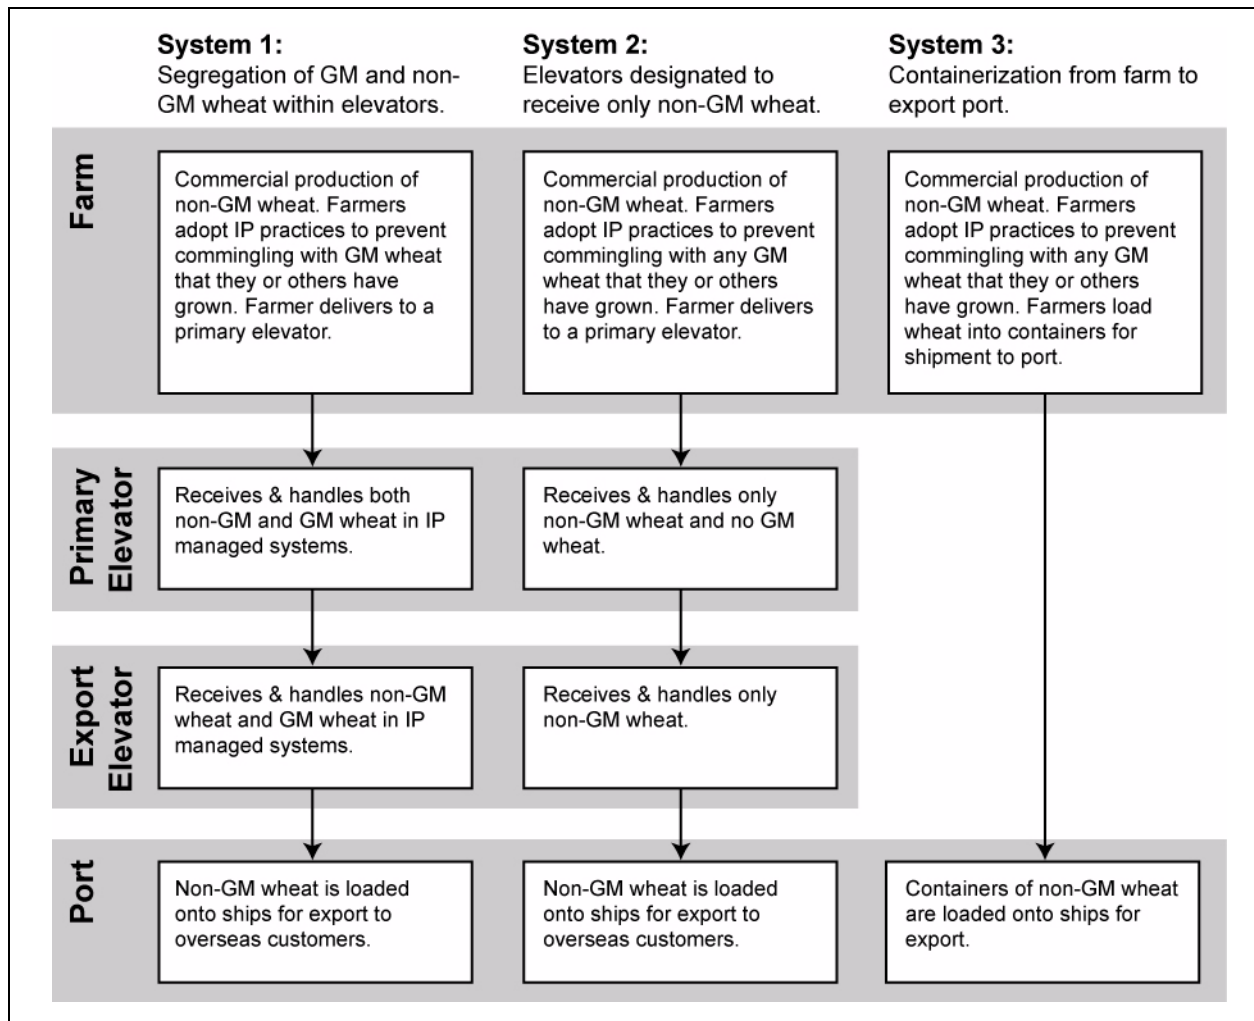 System 1:
Segregation of GM and non-
GM wheat within elevators.
System 2:
Elevators designated to
receive only non-GM wheat.
System 3:
Containerization from farm to
export port.
Farm
Commercial production of
non-GM wheat. Farmers
adopt IP practices to prevent
commingling with GM wheat
that they or others have
grown. Farmer delivers to a
primary elevator.
Commercial production of
non-GM wheat. Farmers
adopt IP practices to prevent
commingling with any GM
wheat that they or others
have grown. Farmer delivers
to a primary elevator.
Commercial production of
non-GM wheat. Farmers
adopt IP practices to prevent
commingling with any GM
wheat that they or others
have grown. Farmers load
wheat into containers for
shipment to port.
Primary
Elevator
Receives & handles both
non-GM and GM wheat in IP
managed systems.
Receives & handles only
non-GM wheat and no GM
wheat.
Export
Elevator
Receives & handles non-GM
wheat and GM wheat in IP
managed systems.
Receives & handles only
non-GM wheat.
Port
Non-GM wheat is loaded
onto ships for export to
overseas customers.
Non-GM wheat is loaded
onto ships for export to
overseas customers.
Containers of non-GM wheat
are loaded onto ships for
export.